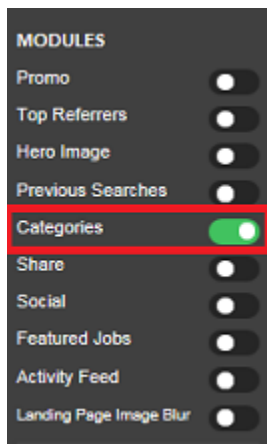 MODULES
Promo
Top Referrers
Hero Image
Previous Searches
Categories
Share
Social
Featured Jobs
Activity Feed
Landing Page Image Blur